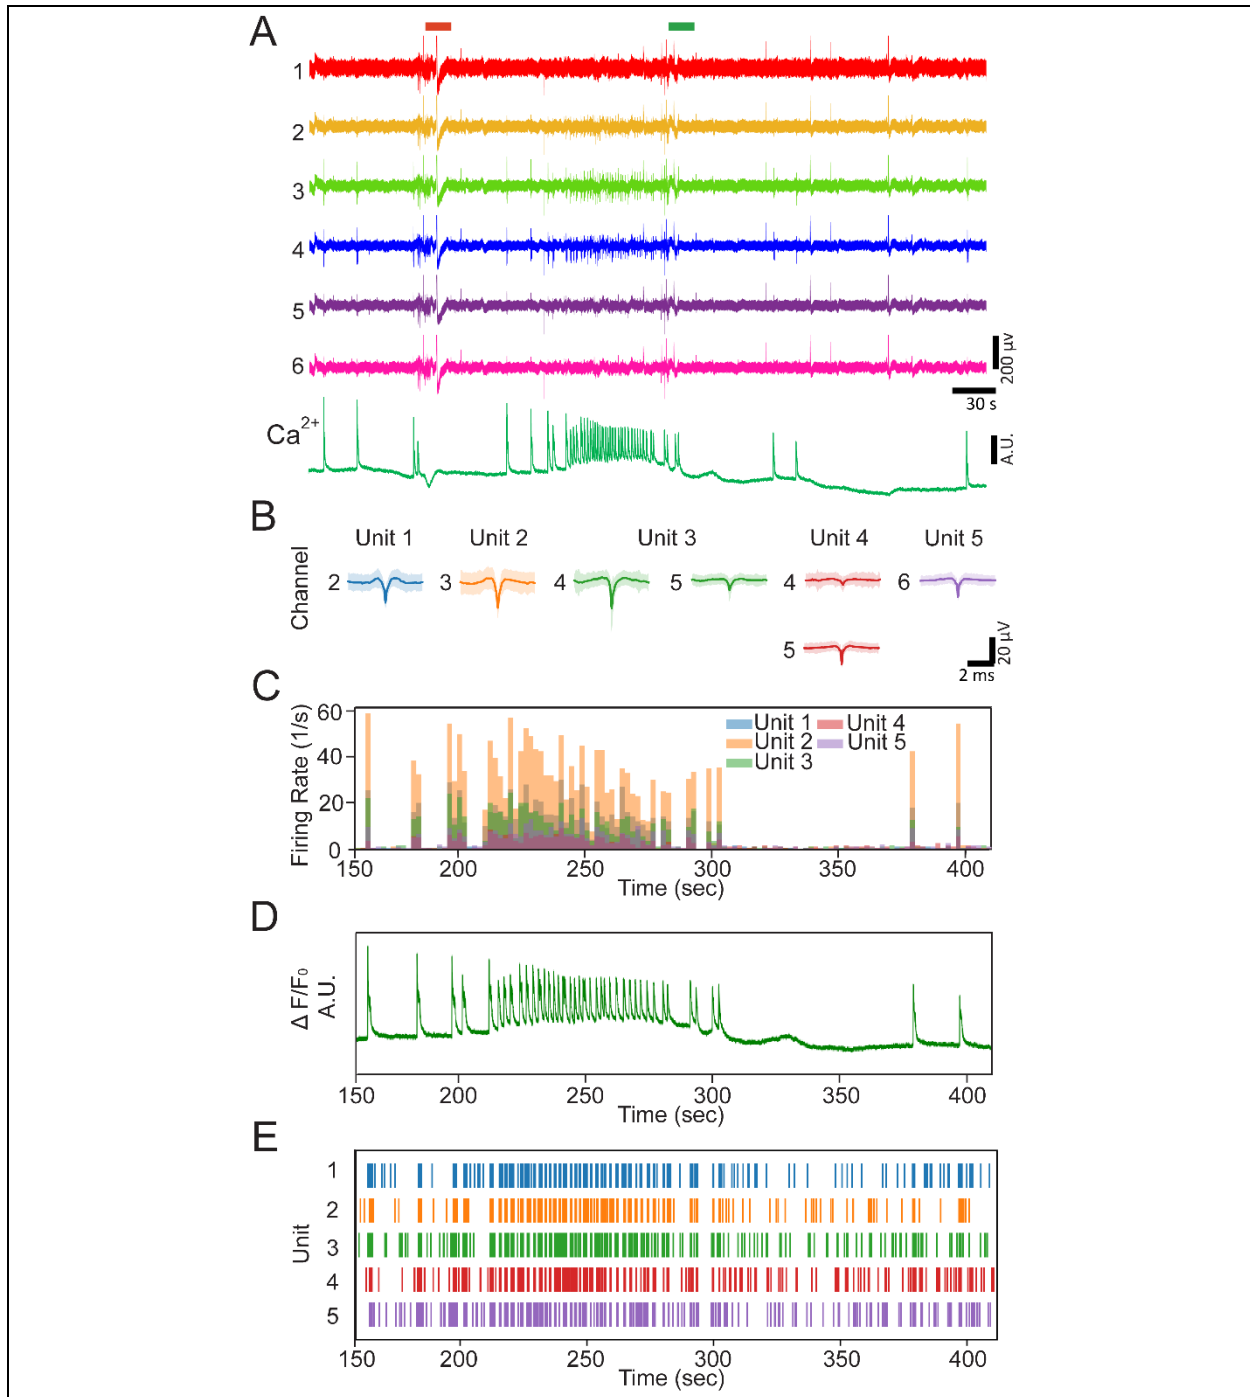 A
1
2
3
4
5
6
200 μv
30 s
Ca2+
A.U.
B
Unit 1 Unit 2 Unit 3 Unit 4 Unit 5
Channel
2 3 4 5 4 6
5
20 μV
2 ms
C
Firing Rate (1/s)
60
40
20
0
Unit 1 Unit 4
Unit 2 Unit 5
Unit 3
150 200 250 300 350 400
Time (sec)
D
Δ F/F₀
A.U.
150 200 250 300 350 400
Time (sec)
E
Unit
1
2
3
4
5
150 200 250 300 350 400
Time (sec)